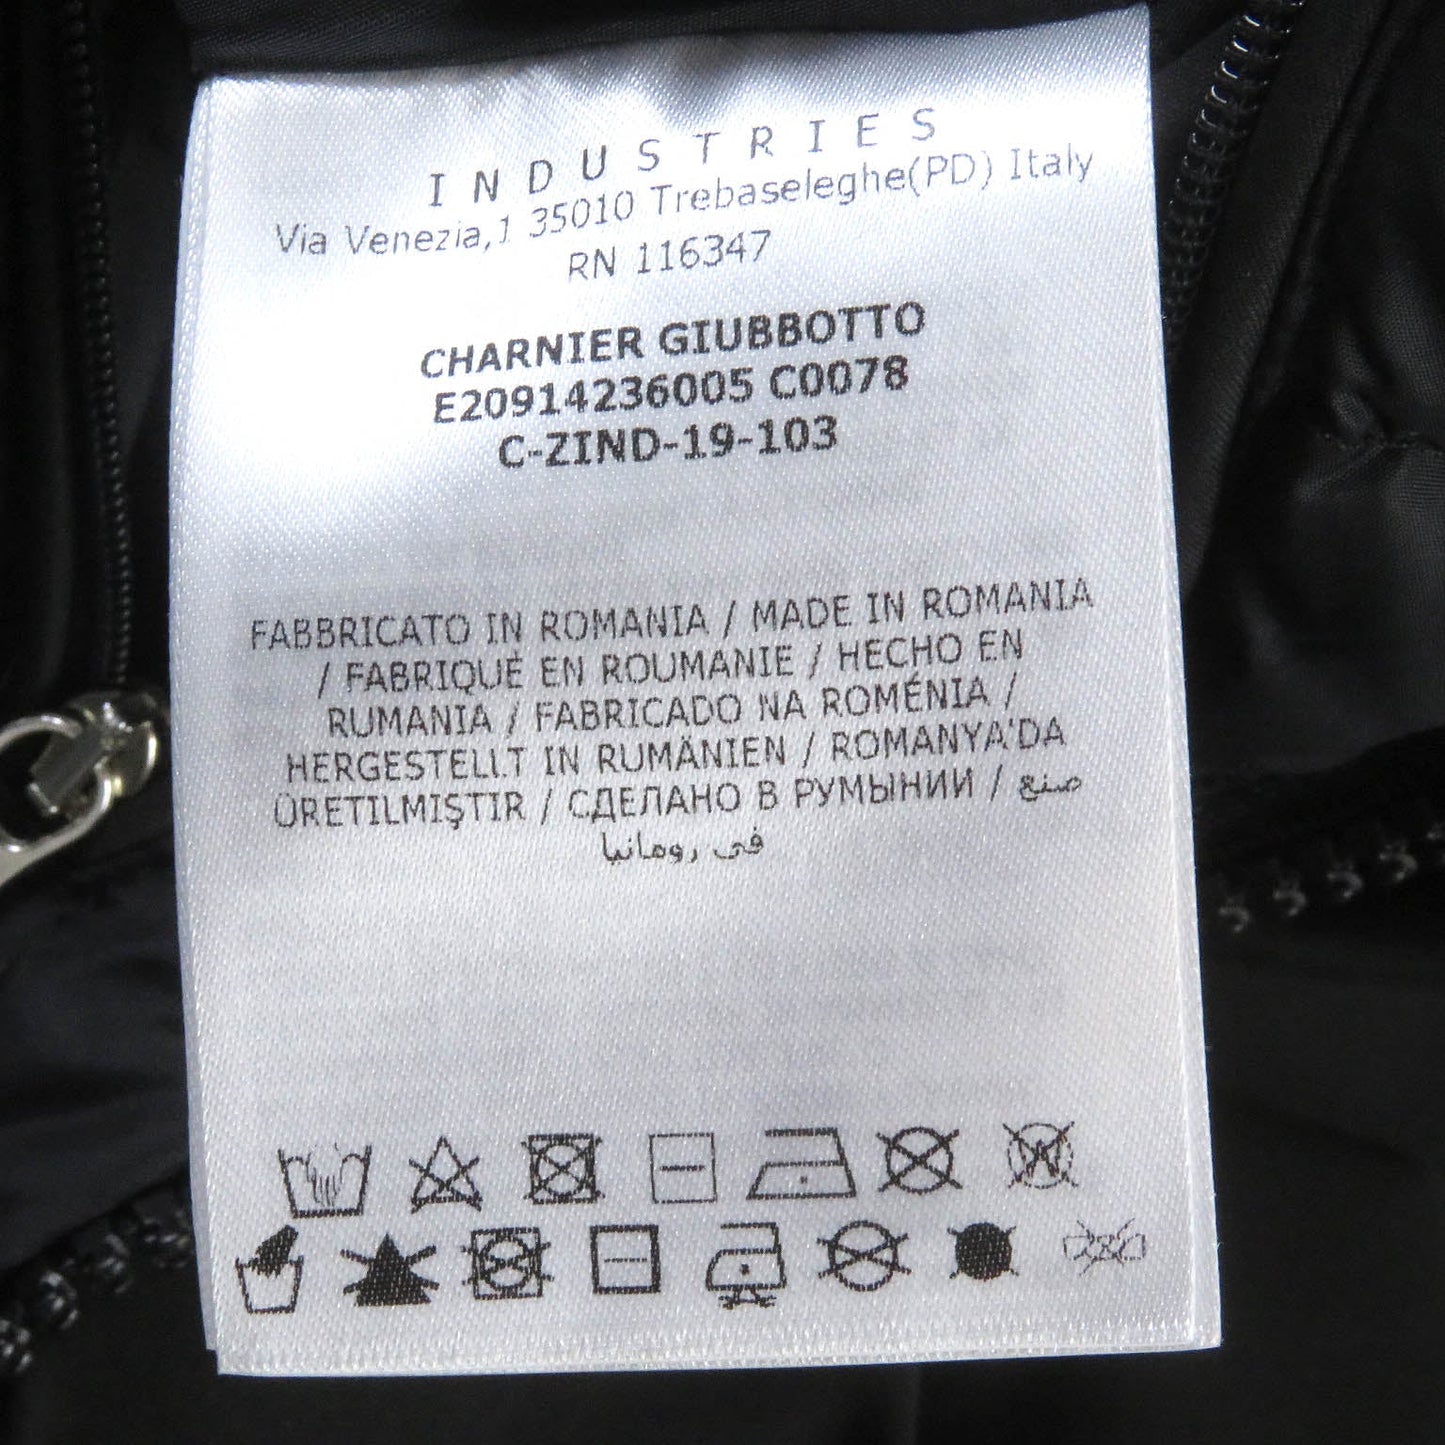 INDUSTRIES
Via Venezia,1 35010 Trebaseleghe(PD) Italy
RN 116347
CHARNIER GIUBBOTTO
E20914236005 C0078
C-ZIND-19-103
FABBRICATO IN ROMANIA / MADE IN ROMANIA
/ FABRIQUÉ EN ROUMANIE / HECHO EN
RUMANIA / FABRICADO NA ROMÉNIA /
HERGESTELLT IN RUMÄNIEN / ROMANYA'DA
ÜRETILMIŞTIR / СДЕЛАНО В РУМЫНИИ / صنع
في رومانيا